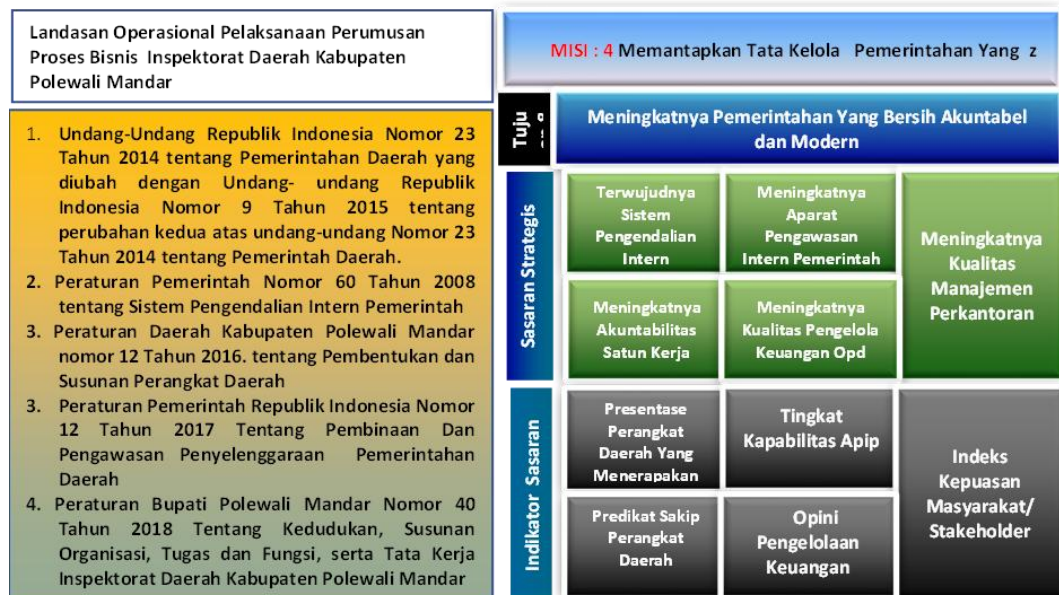 Landasan Operasional Pelaksanaan Perumusan
Proses Bisnis Inspektorat Daerah Kabupaten
Polewali Mandar
1. Undang-Undang Republik Indonesia Nomor 23
Tahun 2014 tentang Pemerintahan Daerah yang
diubah dengan Undang- undang Republik
Indonesia Nomor 9 Tahun 2015 tentang
perubahan kedua atas undang-undang Nomor 23
Tahun 2014 tentang Pemerintah Daerah.
2. Peraturan Pemerintah Nomor 60 Tahun 2008
tentang Sistem Pengendalian Intern Pemerintah
3. Peraturan Daerah Kabupaten Polewali Mandar
nomor 12 Tahun 2016. tentang Pembentukan dan
Susunan Perangkat Daerah
3. Peraturan Pemerintah Republik Indonesia Nomor
12 Tahun 2017 Tentang Pembinaan Dan
Pengawasan Penyelenggaraan Pemerintahan
Daerah
4. Peraturan Bupati Polewali Mandar Nomor 40
Tahun 2018 Tentang Kedudukan, Susunan
Organisasi, Tugas dan Fungsi, serta Tata Kerja
Inspektorat Daerah Kabupaten Polewali Mandar
MISI : 4 Memantapkan Tata Kelola Pemerintahan Yang z
Tuju
Meningkatnya Pemerintahan Yang Bersih Akuntabel
dan Modern
Sasaran Strategis
Terwujudnya
Sistem
Pengendalian
Intern
Meningkatnya
Aparat
Pengawasan
Intern Pemerintah
Meningkatnya
Akuntabilitas
Satun Kerja
Meningkatnya
Kualitas Pengelola
Keuangan Opd
Meningkatnya
Kualitas
Manajemen
Perkantoran
Indikator Sasaran
Presentase
Perangkat
Daerah Yang
Menerapakan
Tingkat
Kapabilitas Apip
Predikat Sakip
Perangkat
Daerah
Opini
Pengelolaan
Keuangan
Indeks
Kepuasan
Masyarakat/
Stakeholder